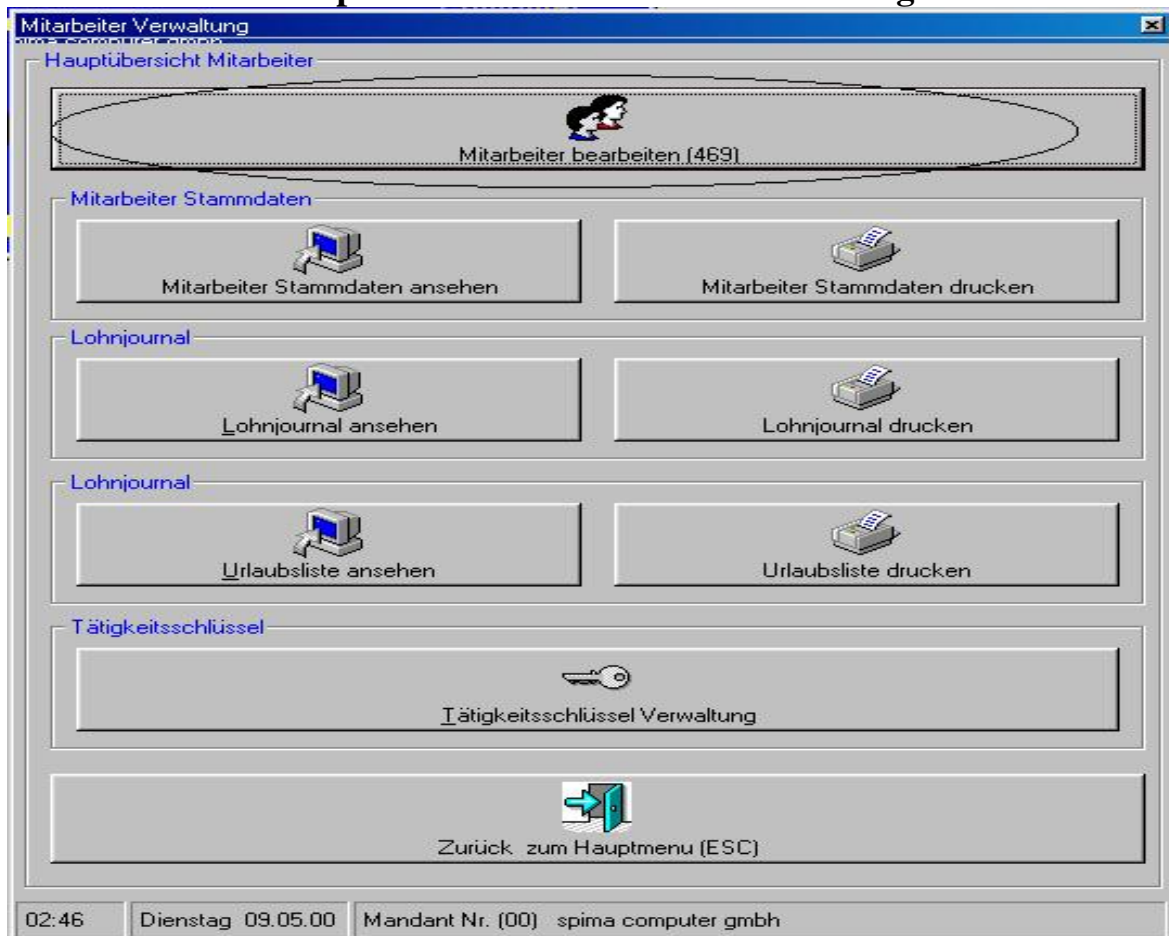 Mitarbeiter Verwaltung
Hauptübersicht Mitarbeiter
Mitarbeiter bearbeiten (469)
Mitarbeiter Stammdaten
Mitarbeiter Stammdaten ansehen
Mitarbeiter Stammdaten drucken
Lohnjournal
Lohnjournal ansehen
Lohnjournal drucken
Lohnjournal
Urlaubsliste ansehen
Urlaubsliste drucken
Tätigkeitsschlüssel
Tätigkeitsschlüssel Verwaltung
Zurück zum Hauptmenu (ESC)
02:46 Dienstag 09.05.00 Mandant Nr. (00) spima computer gmbh